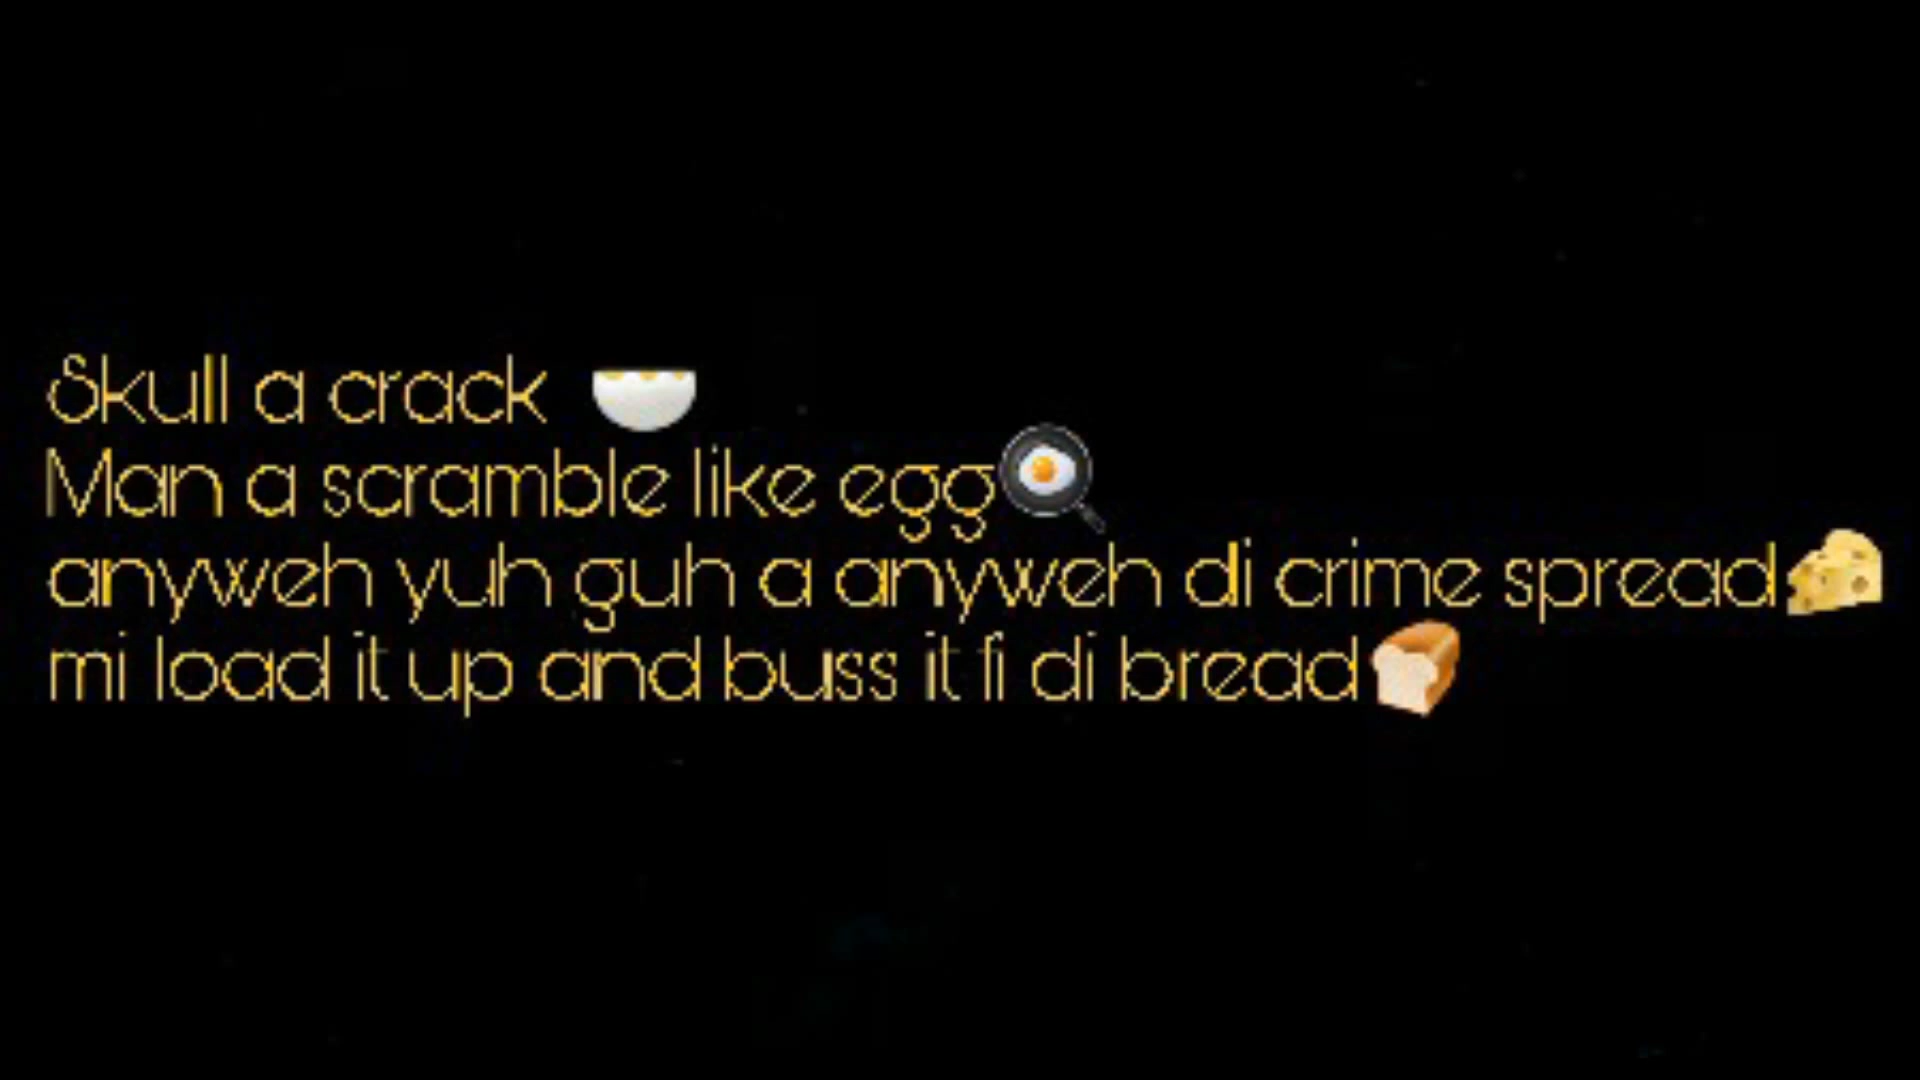 Skull a crack
Man a scramble like egg🍳
anyweh yuh guh a anyweh di crime spread🧀
mi load it up and buss it fi di bread🍞